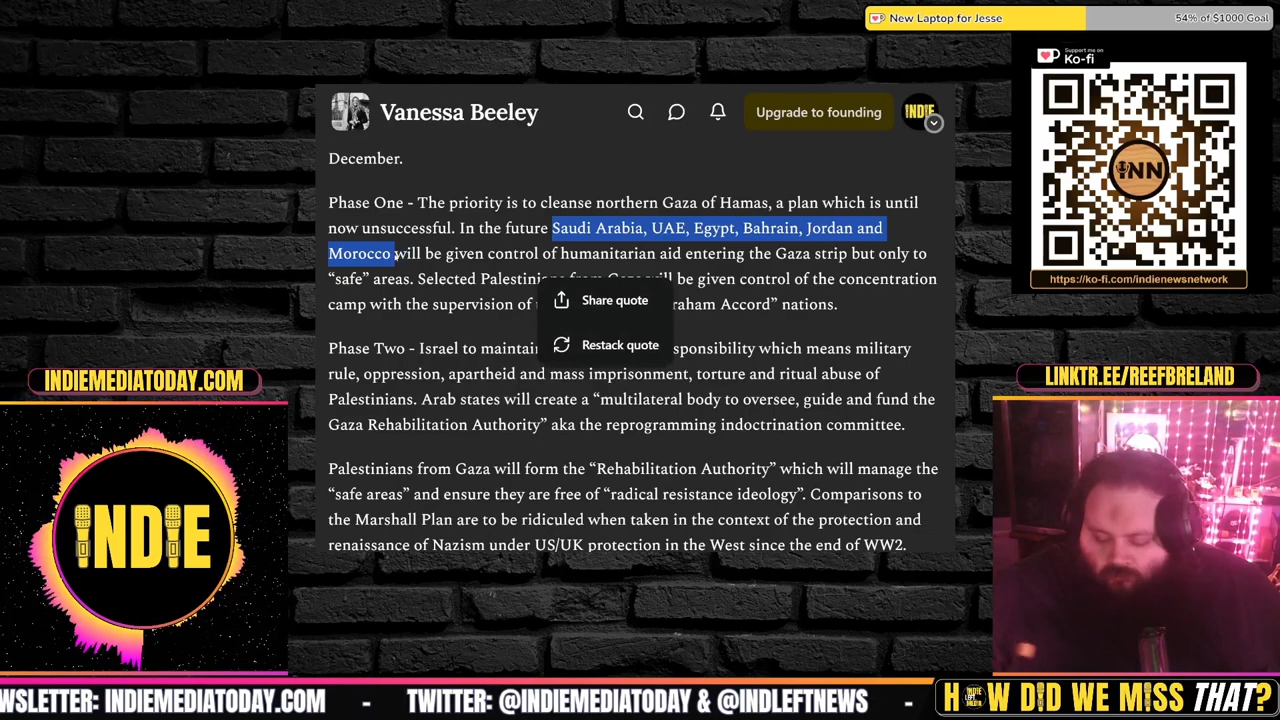 New Laptop for Jesse
54% of $1000 Goal
Support me on
Ko-fi
INN
https://ko-fi.com/indienewsnetwork
Vanessa Beeley
Upgrade to founding
INDIE
December.
Phase One - The priority is to cleanse northern Gaza of Hamas, a plan which is until
now unsuccessful. In the future Saudi Arabia, UAE, Egypt, Bahrain, Jordan and
Morocco will be given control of humanitarian aid entering the Gaza strip but only to
“safe” areas. Selected Palestinians from Gaza will be given control of the concentration
camp with the supervision of
“Abraham Accord” nations.
Share quote
Restack quote
Phase Two - Israel to maintain
responsibility which means military
rule, oppression, apartheid and mass imprisonment, torture and ritual abuse of
Palestinians. Arab states will create a “multilateral body to oversee, guide and fund the
Gaza Rehabilitation Authority” aka the reprogramming indoctrination committee.
Palestinians from Gaza will form the “Rehabilitation Authority” which will manage the
“safe areas” and ensure they are free of “radical resistance ideology”. Comparisons to
the Marshall Plan are to be ridiculed when taken in the context of the protection and
renaissance of Nazism under US/UK protection in the West since the end of WW2.
INDIEMEDIATODAY.COM
INDIE
LINKTR.EE/REEFBRELAND
WSLETTER: INDIEMEDIATODAY.COM - TWITTER: @INDIEMEDIATODAY & @INDLEFTNEWS -
HOW DID WE MISS THAT?